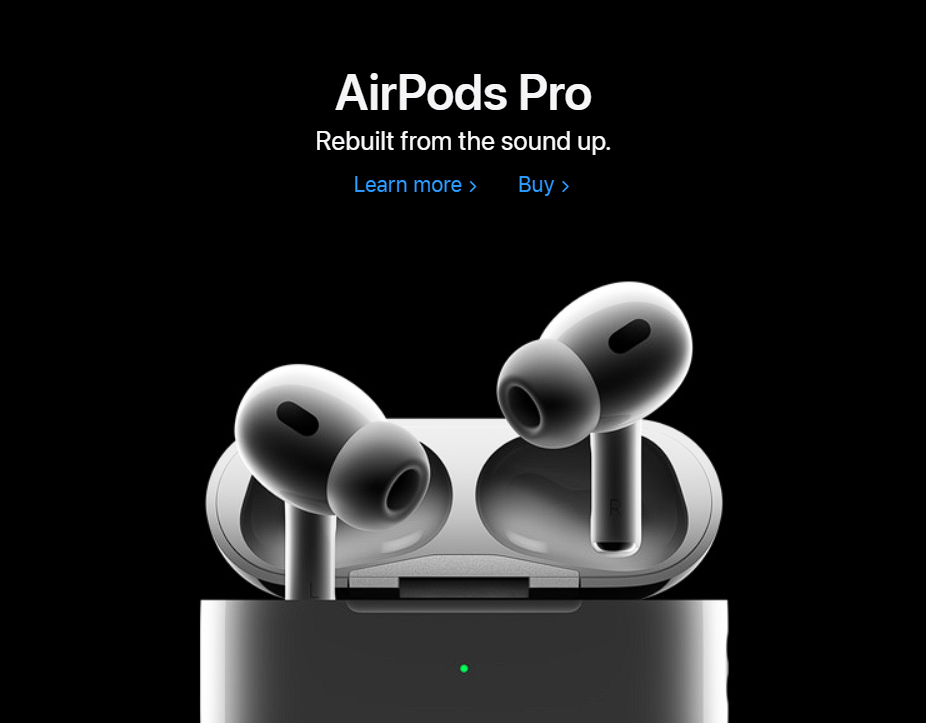 AirPods Pro
Rebuilt from the sound up.
Learn more >
Buy >
R
L